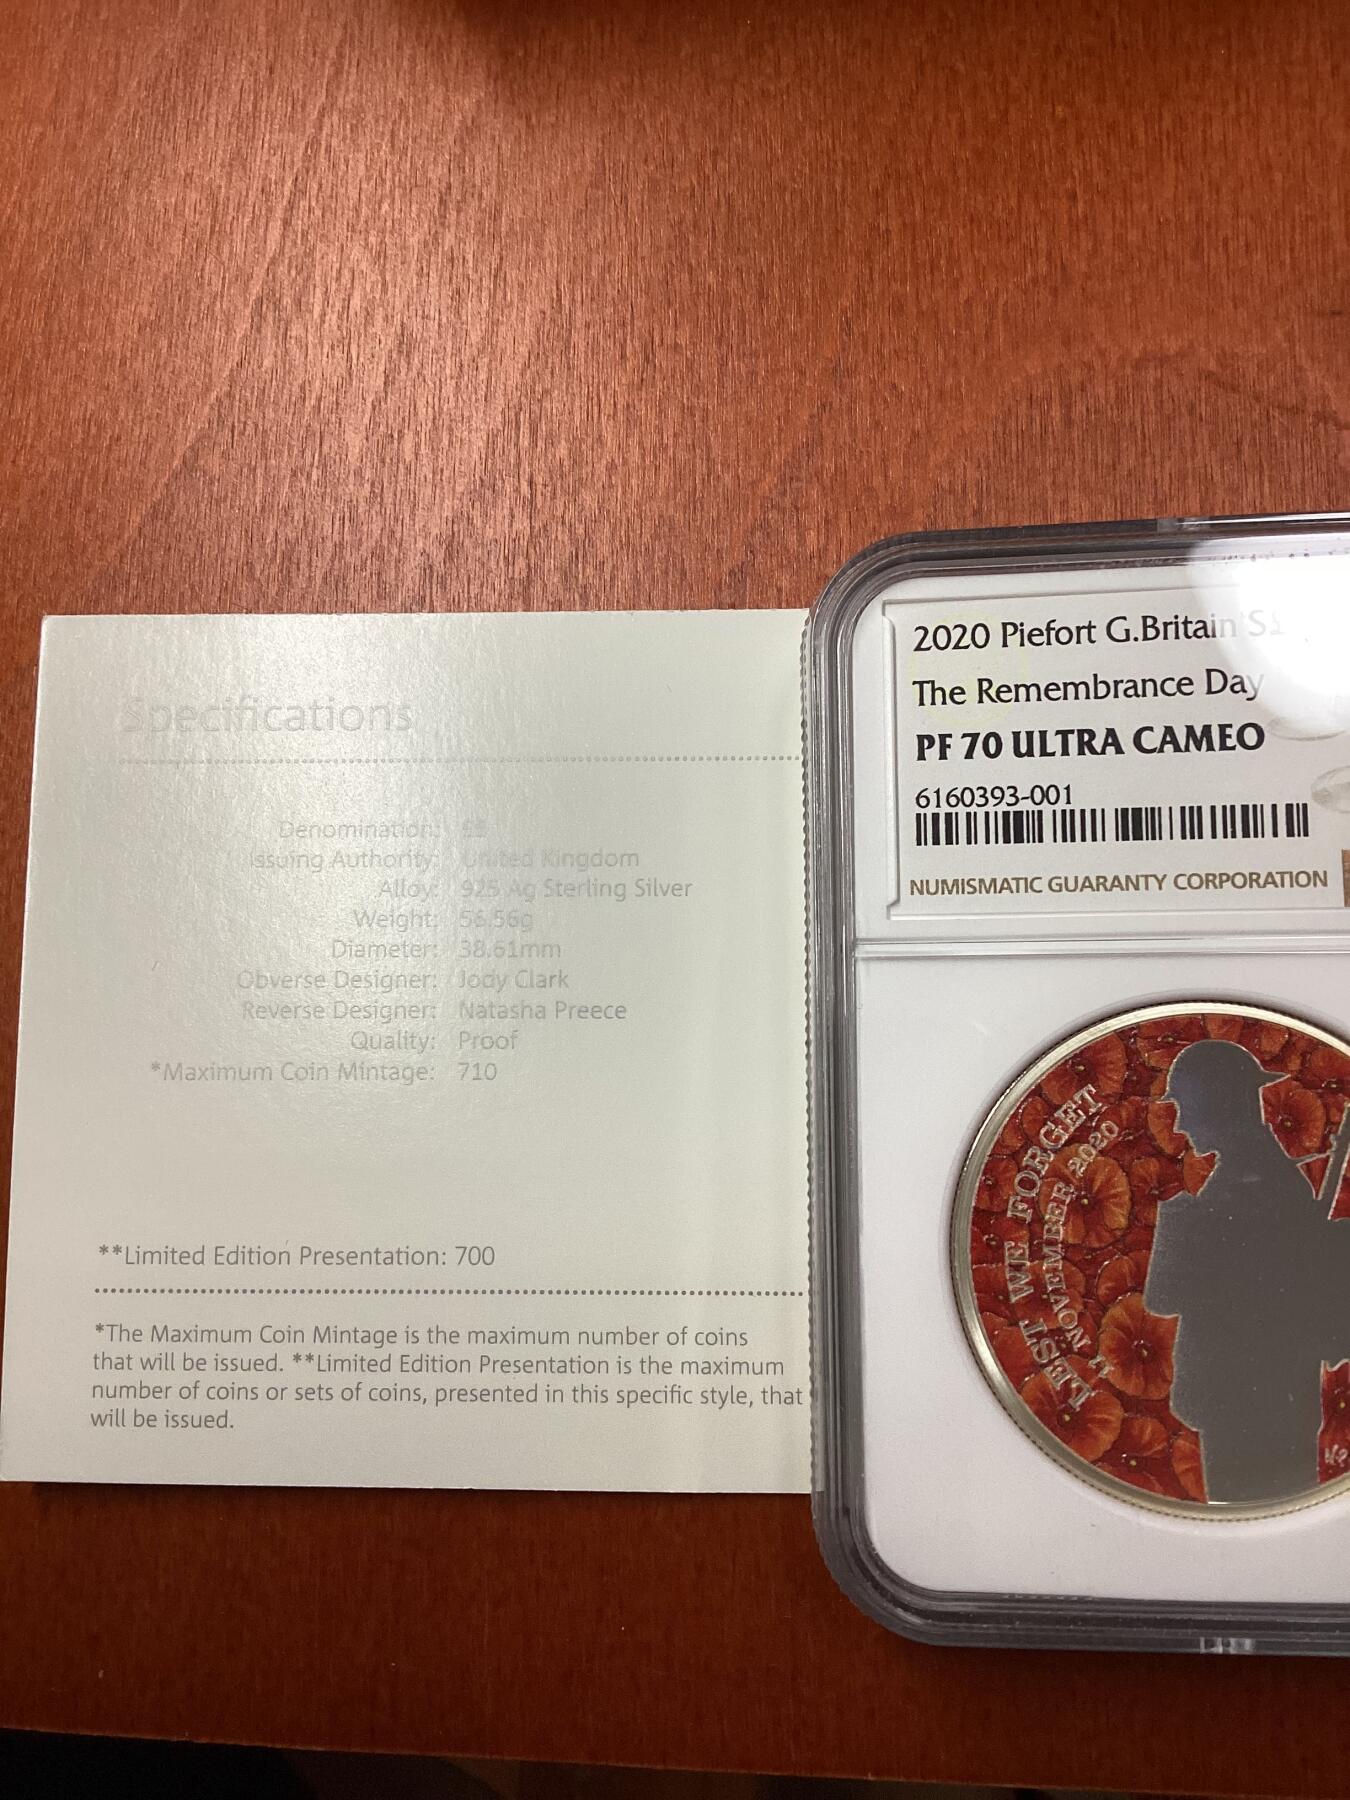 Specifications
Denomination: £5
Issuing Authority: United Kingdom
Alloy: 925 Ag Sterling Silver
Weight: 56.56g
Diameter: 38.61mm
Obverse Designer: Jody Clark
Reverse Designer: Natasha Preece
Quality: Proof
*Maximum Coin Mintage: 710
**Limited Edition Presentation: 700
*The Maximum Coin Mintage is the maximum number of coins
that will be issued. **Limited Edition Presentation is the maximum
number of coins or sets of coins, presented in this specific style, that
will be issued.
2020 Piefort G.Britain
The Remembrance Day
PF 70 ULTRA CAMEO
6160393-001
NUMISMATIC GUARANTY CORPORATION
LEST WE FORGET
11 NOVEMBER 2020